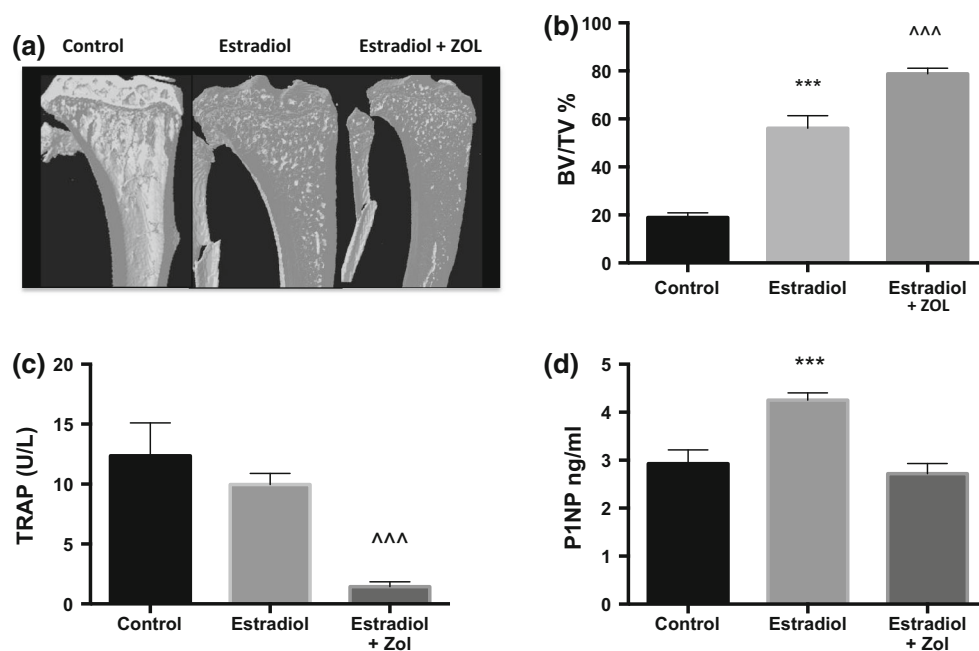 (a)
Control Estradiol Estradiol + ZOL
(b)
BV/TV %
100
80
60
40
20
0
***
^^^
Control Estradiol Estradiol
+ ZOL
(c)
TRAP (U/L)
20
15
10
5
0
^^^
Control Estradiol Estradiol
+ Zol
(d)
P1NP ng/ml
5
4
3
2
1
0
***
Control Estradiol Estradiol
+ Zol